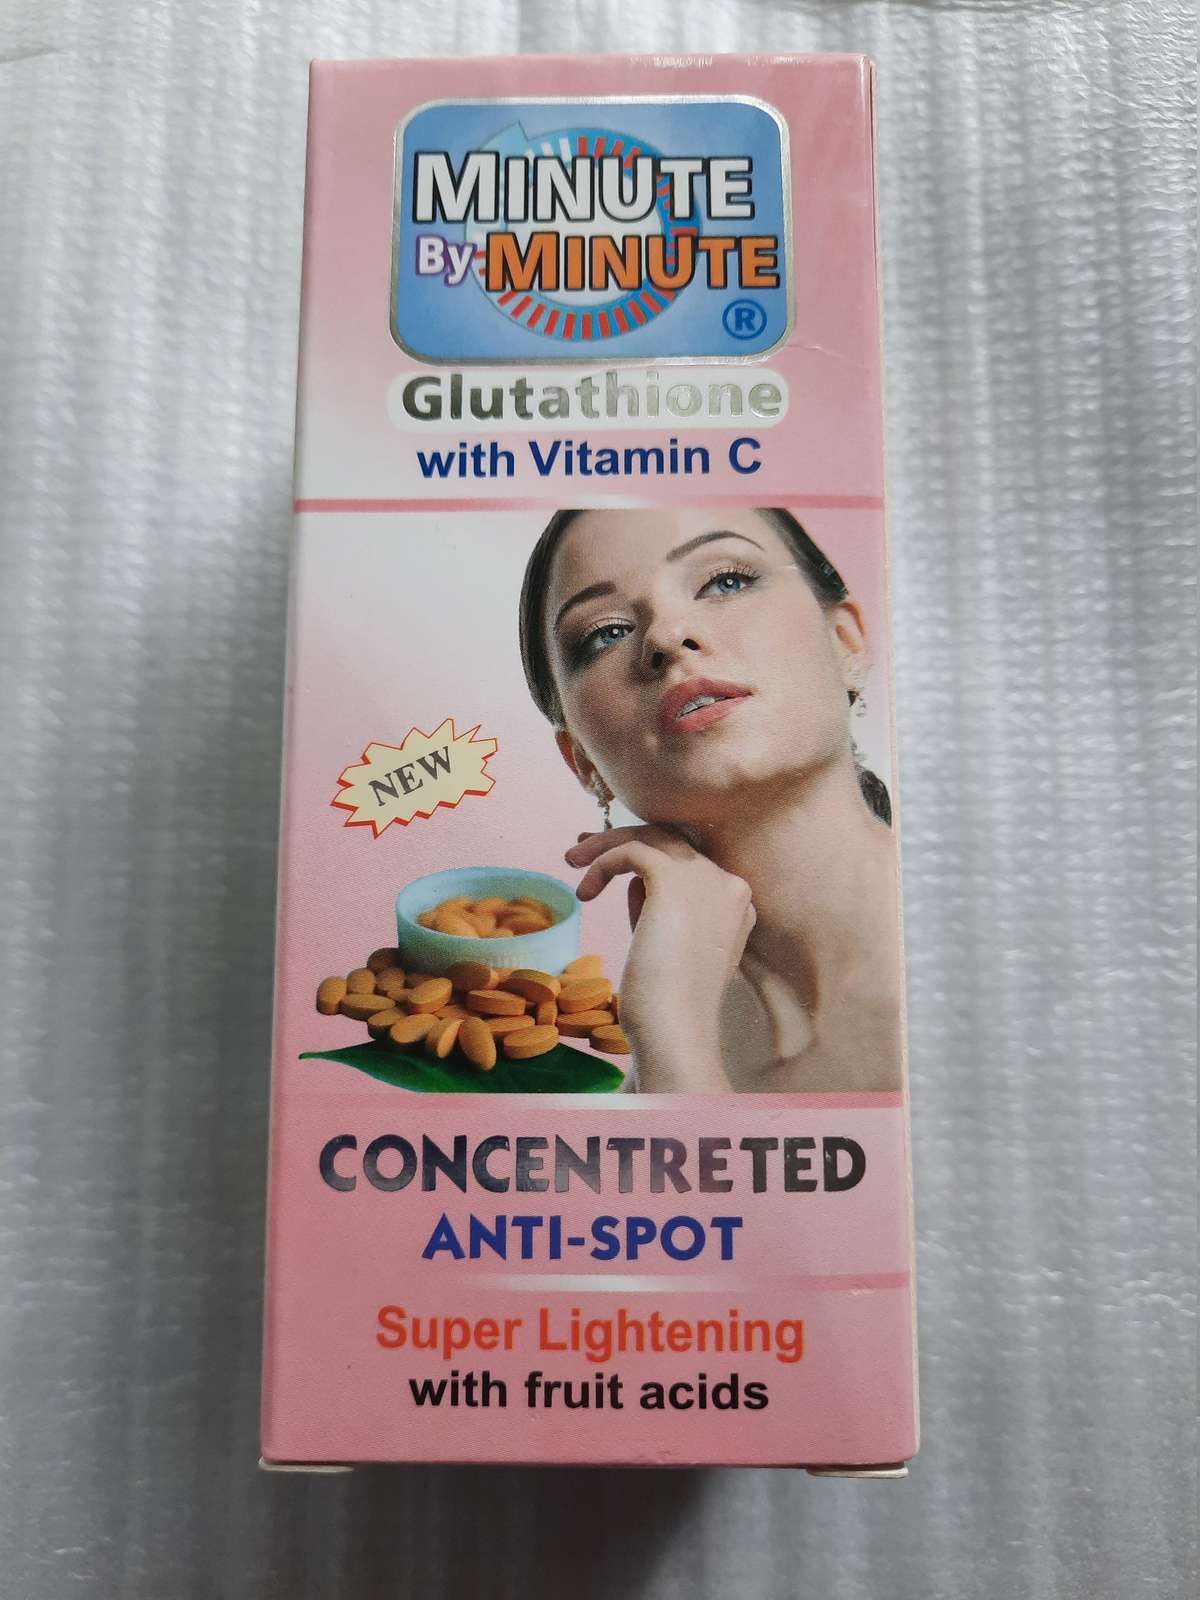 MINUTE
By MINUTE
®
Glutathione
with Vitamin C
NEW
CONCENTRETED
ANTI-SPOT
Super Lightening
with fruit acids